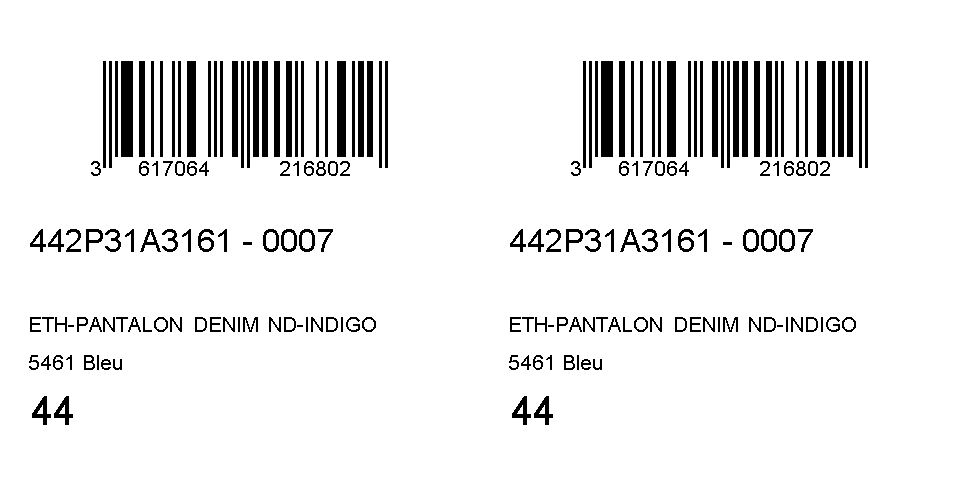 3 617064 216802
442P31A3161 - 0007
ETH-PANTALON DENIM ND-INDIGO
5461 Bleu
44
3 617064 216802
442P31A3161 - 0007
ETH-PANTALON DENIM ND-INDIGO
5461 Bleu
44